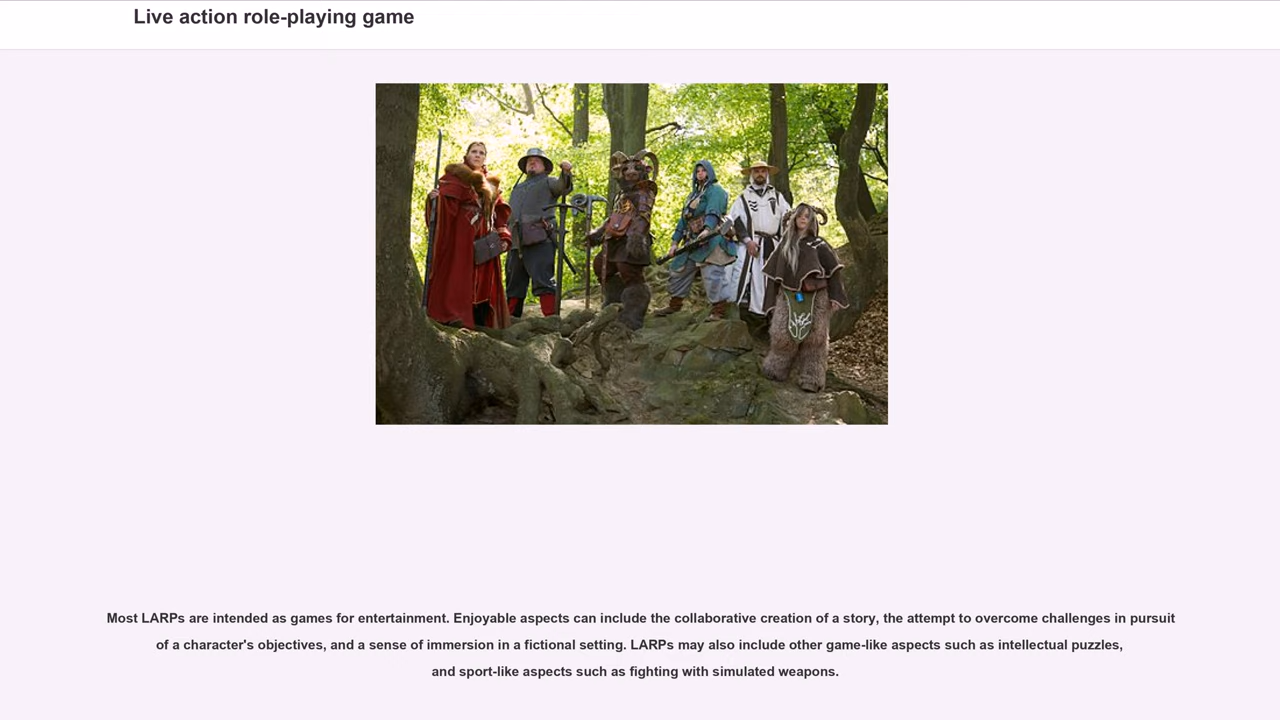 Live action role-playing game
Most LARPs are intended as games for entertainment. Enjoyable aspects can include the collaborative creation of a story, the attempt to overcome challenges in pursuit
of a character's objectives, and a sense of immersion in a fictional setting. LARPs may also include other game-like aspects such as intellectual puzzles,
and sport-like aspects such as fighting with simulated weapons.